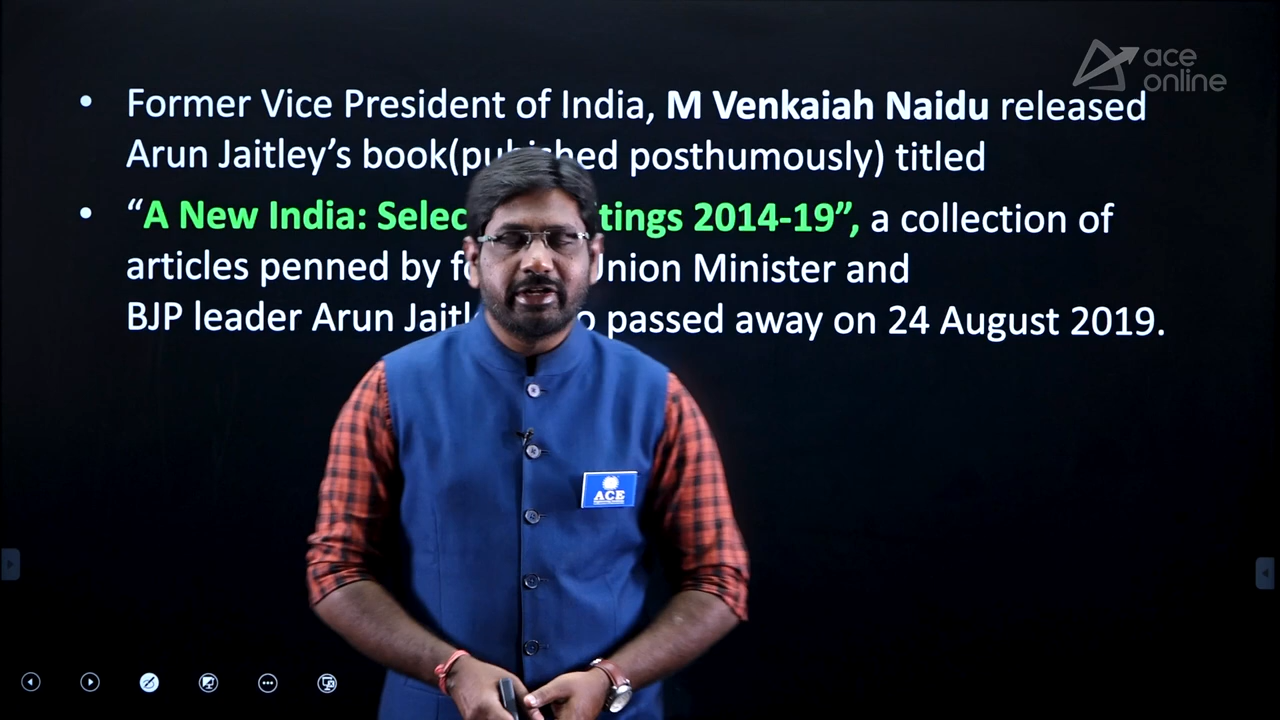 ace
online
• Former Vice President of India, M Venkaiah Naidu released
Arun Jaitley's book(pu shed posthumously) titled
• “A New India: Selec tings 2014-19”, a collection of
articles penned by Union Minister and
BJP leader Arun Jaitl passed away on 24 August 2019.
ACE